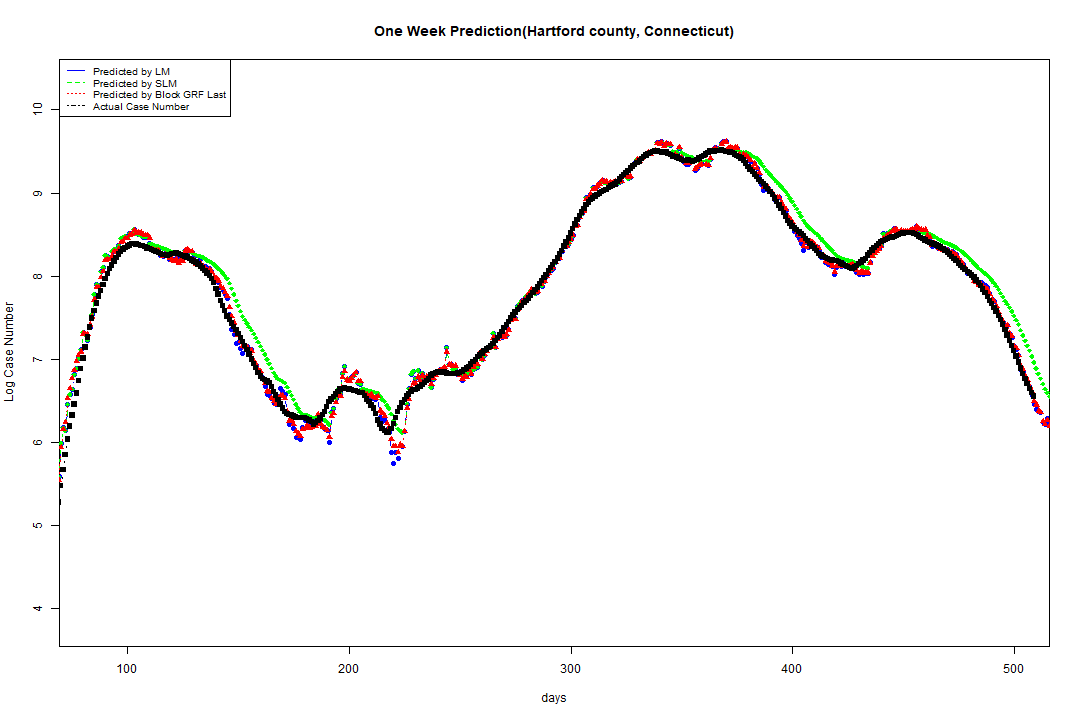 One Week Prediction(Hartford county, Connecticut)
Predicted by LM
Predicted by SLM
Predicted by Block GRF Last
Actual Case Number
10
9
8
7
6
5
4
Log Case Number
100 200 300 400 500
days